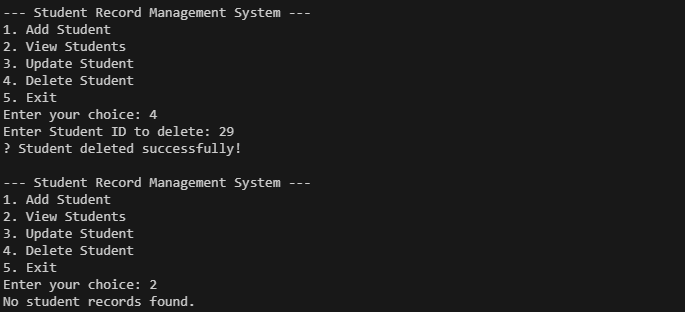 --- Student Record Management System ---
1. Add Student
2. View Students
3. Update Student
4. Delete Student
5. Exit
Enter your choice: 4
Enter Student ID to delete: 29
? Student deleted successfully!

--- Student Record Management System ---
1. Add Student
2. View Students
3. Update Student
4. Delete Student
5. Exit
Enter your choice: 2
No student records found.